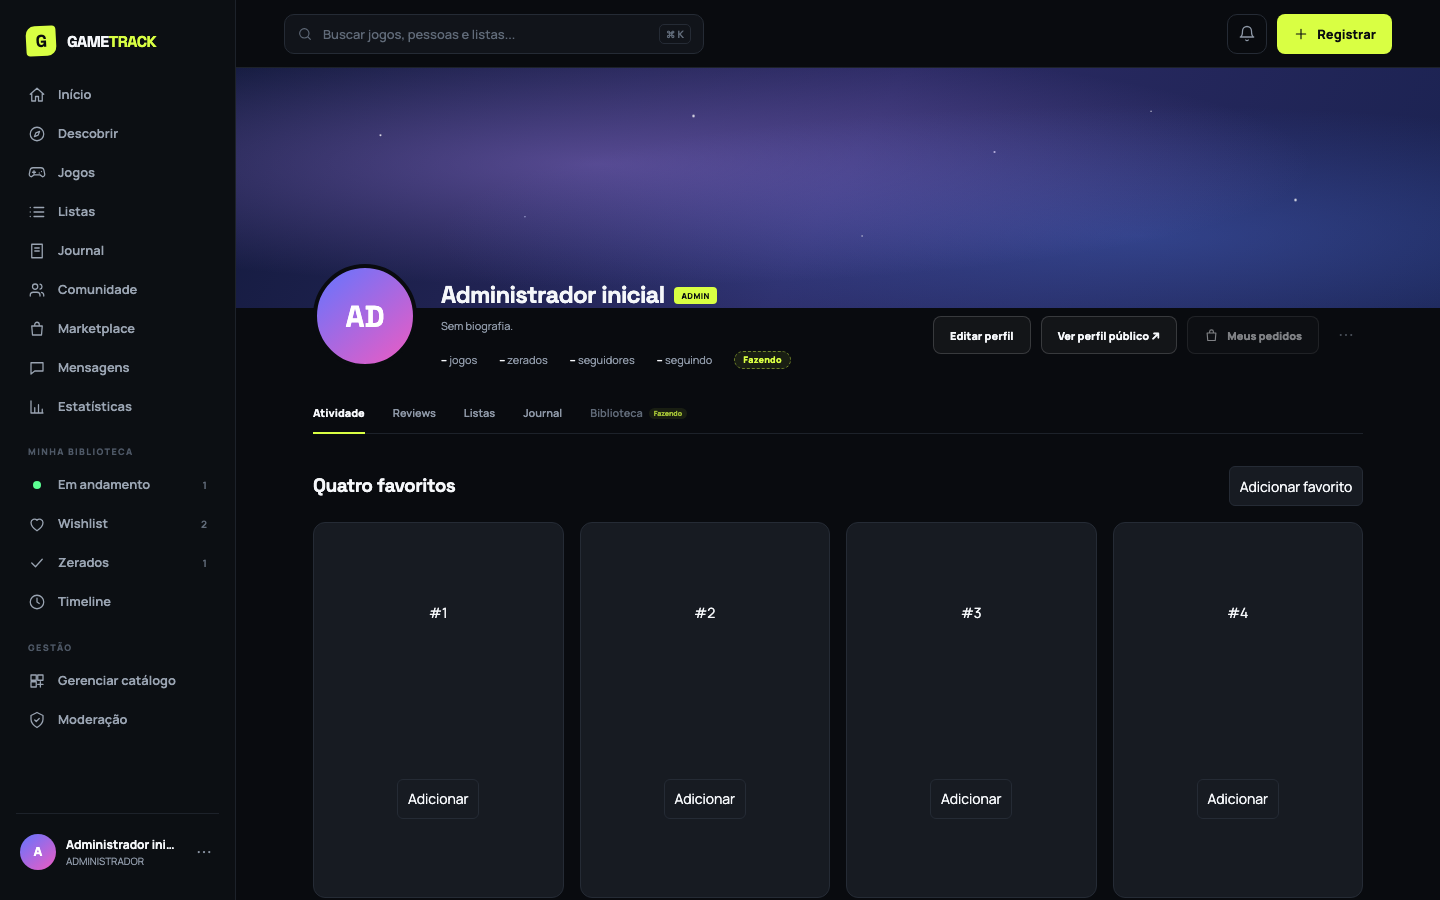 G GAMETRACK
Buscar jogos, pessoas e listas...
⌘ K
Registrar
Início
Descobrir
Jogos
Listas
Journal
Comunidade
Marketplace
Mensagens
Estatísticas
MINHA BIBLIOTECA
Em andamento 1
Wishlist 2
Zerados 1
Timeline
GESTÃO
Gerenciar catálogo
Moderação
A
Administrador ini...
ADMINISTRADOR
AD
Administrador inicial ADMIN
Sem biografia.
– jogos – zerados – seguidores – seguindo Fazendo
Editar perfil
Ver perfil público ↗
Meus pedidos
Atividade Reviews Listas Journal Biblioteca Fazendo
Quatro favoritos
Adicionar favorito
#1 #2 #3 #4
Adicionar Adicionar Adicionar Adicionar